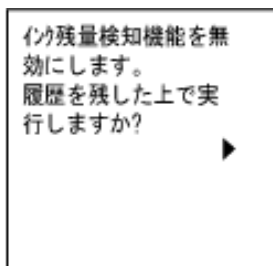 ｲﾝｸ残量検知機能を無
効にします。
履歴を残した上で実
行しますか?